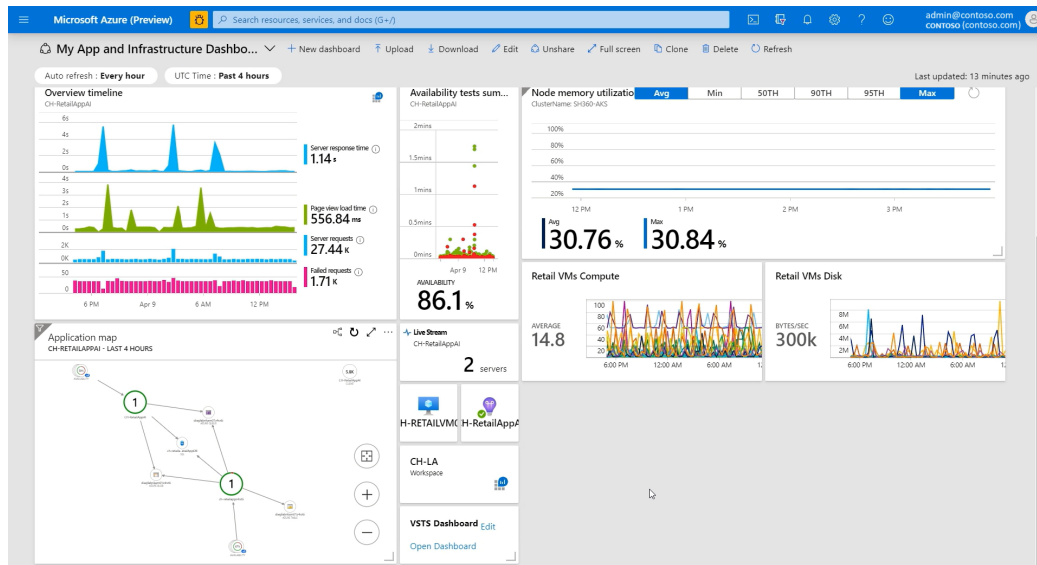 Microsoft Azure (Preview)
Search resources, services, and docs (G+/)
admin@contoso.com
CONTOSO (contoso.com)
My App and Infrastructure Dashbo...
New dashboard
Upload
Download
Edit
Unshare
Full screen
Clone
Delete
Refresh
Auto refresh : Every hour
UTC Time : Past 4 hours
Last updated: 13 minutes ago
Overview timeline
CH-RetailAppAI
6s
4s
2s
0s
Server response time
1.14 s
4s
3s
2s
1s
0s
Page view load time
556.84 ms
2K
0K
Server requests
27.44 K
50
0
Failed requests
1.71 K
6 PM
Apr 9
6 AM
12 PM
Availability tests sum...
CH-RetailAppAI
2mins
1.5mins
1mins
0.5mins
0mins
Apr 9
12 PM
AVAILABILITY
86.1 %
Node memory utilizatio
ClusterName: SH360-AKS
Avg
Min
50TH
90TH
95TH
Max
100%
80%
60%
40%
20%
12 PM
1 PM
2 PM
3 PM
Avg
30.76 %
Max
30.84 %
Retail VMs Compute
AVERAGE
14.8
100
80
60
40
20
6:00 PM
12:00 AM
6:00 AM
1
Retail VMs Disk
BYTES/SEC
300k
8M
6M
4M
2M
6:00 PM
12:00 AM
6:00 AM
1
Application map
CH-RETAILAPPAI - LAST 4 HOURS
1
1
5.8K
Live Stream
CH-RetailAppAI
2 servers
H-RETAILVM0
H-RetailAppA
CH-LA
Workspace
VSTS Dashboard Edit
Open Dashboard